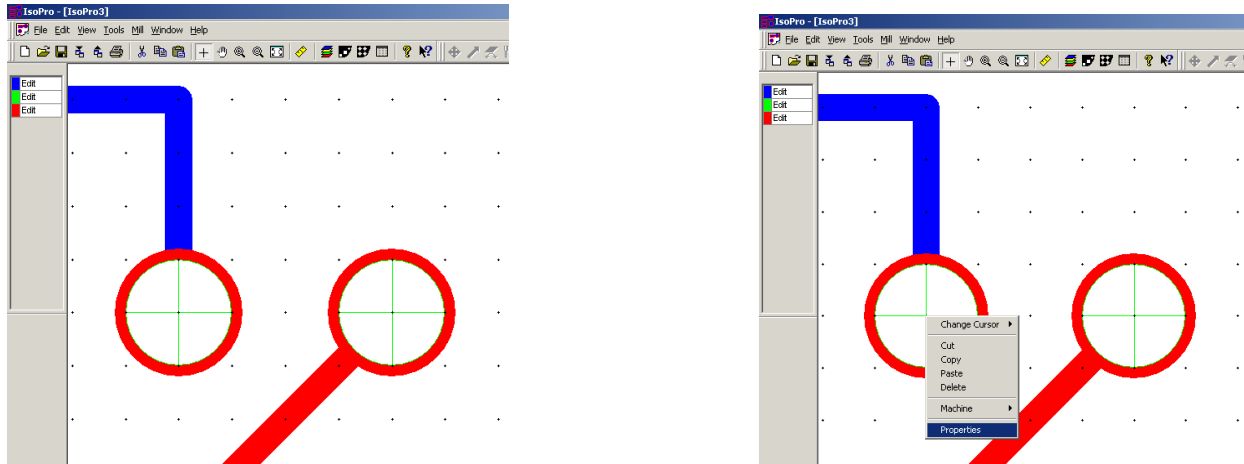 IsoPro - [IsoPro3]
File Edit View Tools Mill Window Help
Edit
Edit
Edit
IsoPro - [IsoPro3]
File Edit View Tools Mill Window Help
Edit
Edit
Edit
Change Cursor
Cut
Copy
Paste
Delete
Machine
Properties